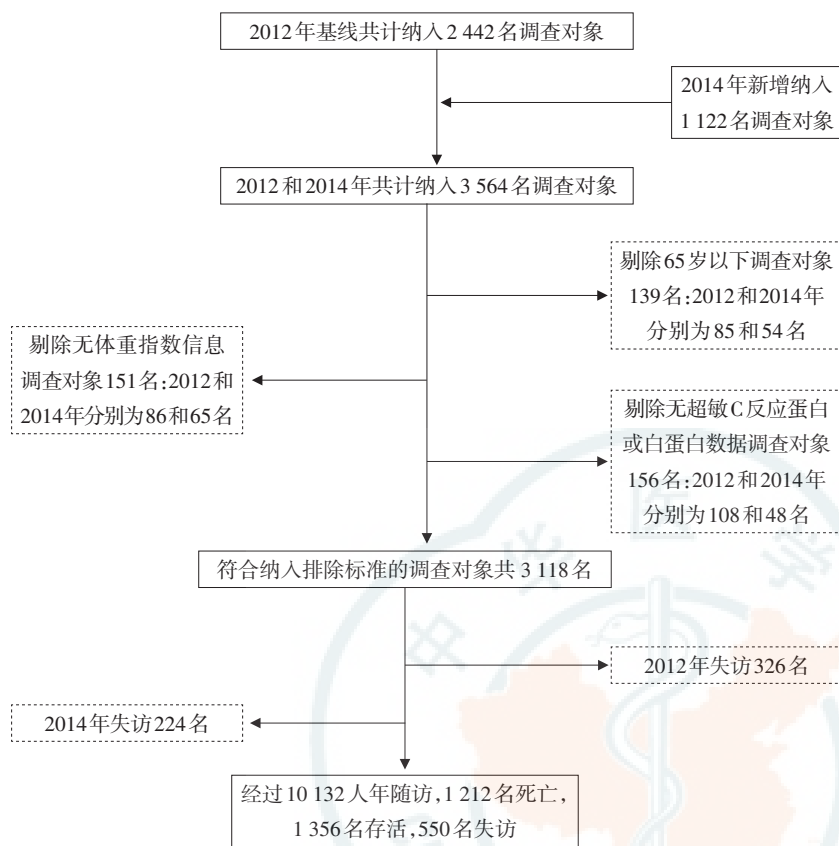 2012年基线共计纳入2 442名调查对象
2014年新增纳入
1 122名调查对象
2012和2014年共计纳入3 564名调查对象
剔除65岁以下调查对象
139名;2012和2014年
分别为85和54名
剔除无体重指数信息
调查对象151名;2012和
2014年分别为86和65名
剔除无超敏C反应蛋白
或白蛋白数据调查对象
156名;2012和2014年
分别为108和48名
符合纳入排除标准的调查对象共3 118名
2012年失访326名
2014年失访224名
经过10 132人年随访,1 212名死亡,
1 356名存活,550名失访
中华医学